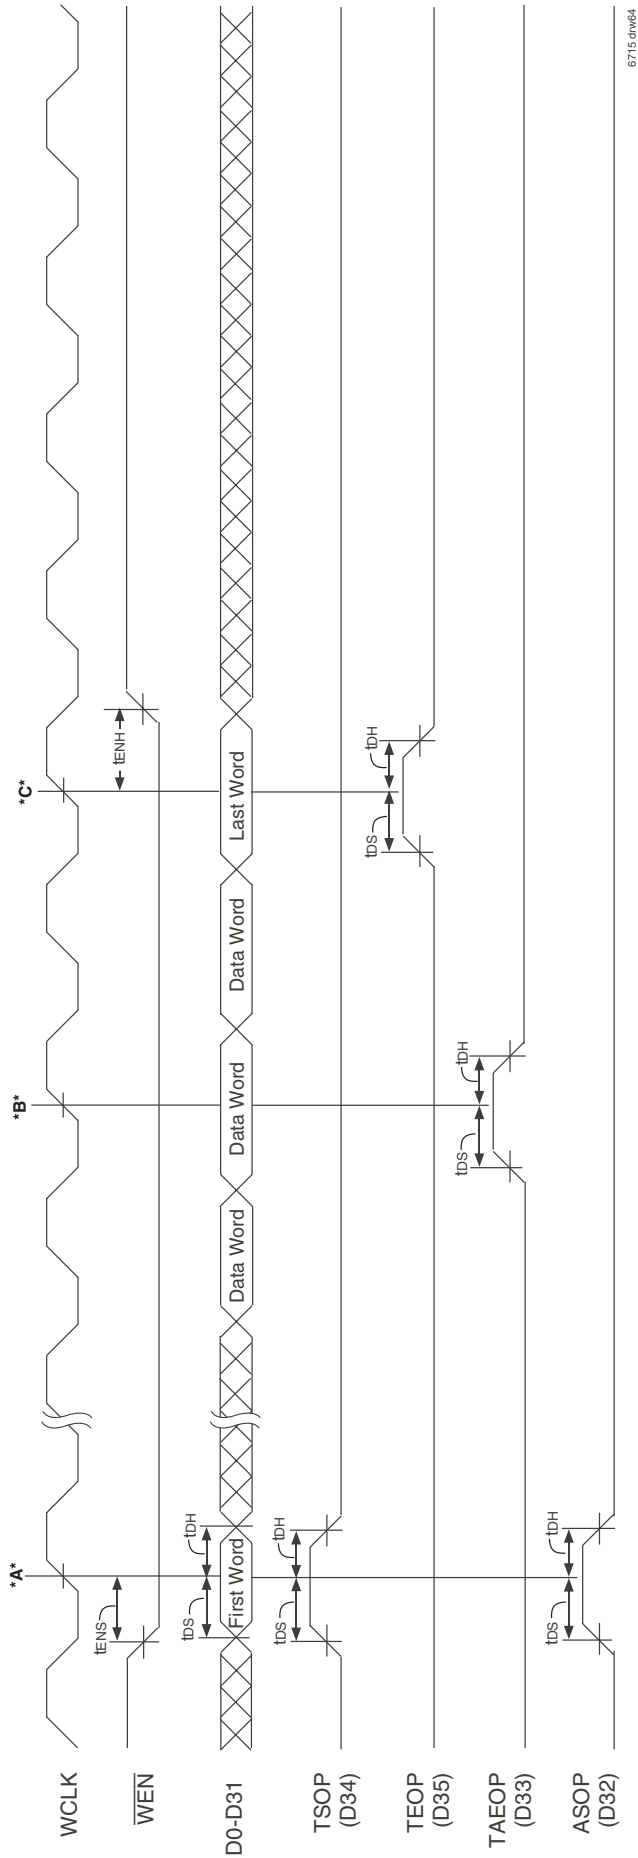 *A*
*B*
*C*
WCLK
tENS
tENH
WEN
tDS
tDH
D0-D31
First Word
Data Word
Data Word
Data Word
Last Word
tDS
tDH
TSOP
(D34)
tDS
tDH
TEOP
(D35)
tDS
tDH
TAEOP
(D33)
tDS
tDH
ASOP
(D32)
6715 drw64